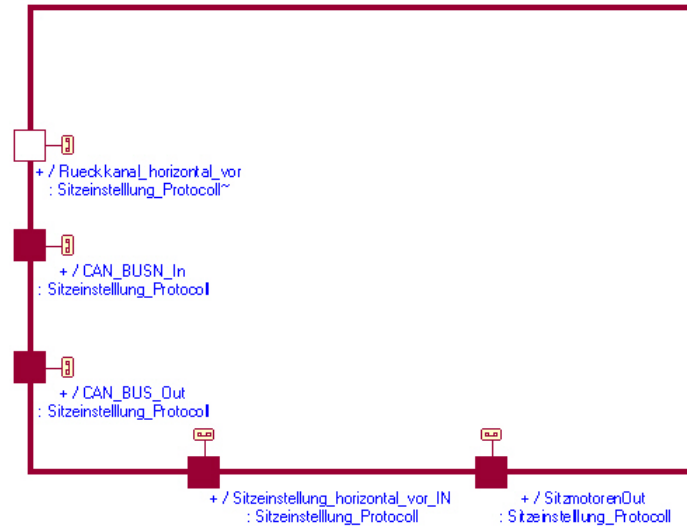 + / Rueckkanal_horizontal_vor
: Sitzeinstelllung_Protocoll~
+ / CAN_BUSN_In
: Sitzeinstelllung_Protocoll
+ / CAN_BUS_Out
: Sitzeinstelllung_Protocoll
+ / Sitzeinstellung_horizontal_vor_IN
: Sitzeinstelllung_Protocoll
+ / SitzmotorenOut
: Sitzeinstelllung_Protocoll